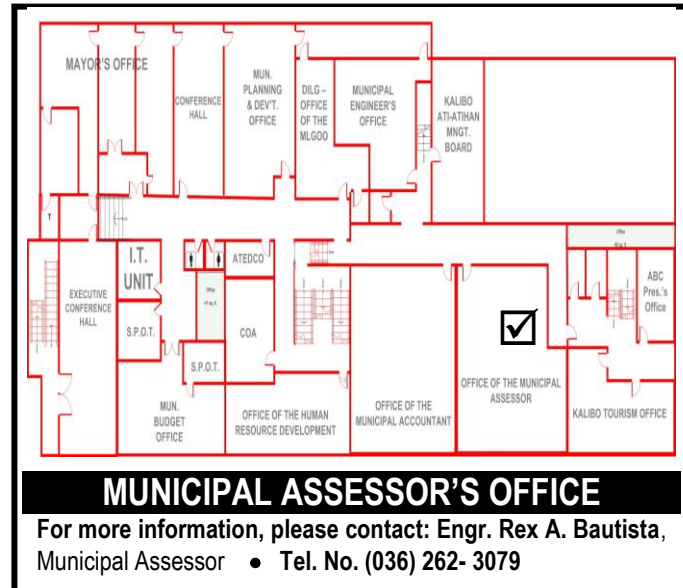 MAYOR'S OFFICE
CONFERENCE
HALL
MUN.
PLANNING
& DEV'T.
OFFICE
DILG –
OFFICE
OF THE
MLGOO
MUNICIPAL
ENGINEER'S
OFFICE
KALIBO
ATI-ATIHAN
MNGT.
BOARD
T
I.T.
UNIT
EXECUTIVE
CONFERENCE
HALL
S.P.O.T.
Office
ATEDCO
COA
S.P.O.T.
MUN.
BUDGET
OFFICE
OFFICE OF THE HUMAN
RESOURCE DEVELOPMENT
OFFICE OF THE
MUNICIPAL ACCOUNTANT
OFFICE OF THE MUNICIPAL
ASSESSOR
Office
ABC
Pres.'s
Office
KALIBO TOURISM OFFICE
MUNICIPAL ASSESSOR'S OFFICE
For more information, please contact: Engr. Rex A. Bautista,
Municipal Assessor ● Tel. No. (036) 262- 3079